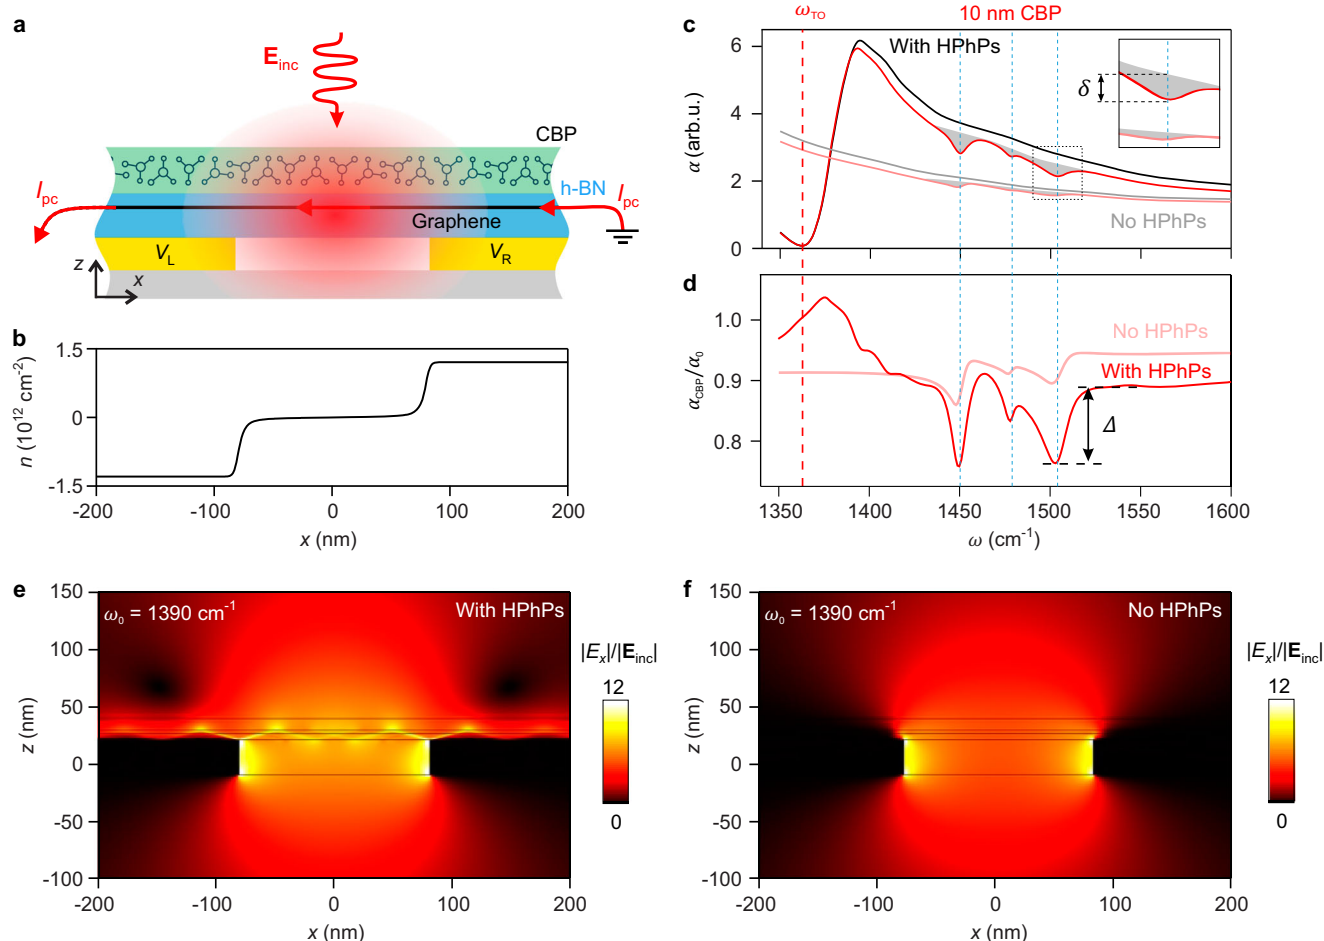 a
E_inc
CBP
I_pc
h-BN
I_pc
Graphene
V_L
V_R
z
x
b
1.5
0
-1.5
n (10^12 cm^-2)
-200
-100
0
100
200
x (nm)
ω_TO
10 nm CBP
c
6
4
2
0
α (arb.u.)
With HPhPs
No HPhPs
δ
d
1.0
0.9
0.8
α_CBP/α_0
No HPhPs
With HPhPs
Δ
1350
1400
1450
1500
1550
1600
ω (cm^-1)
e
150
100
50
0
-50
-100
z (nm)
ω_0 = 1390 cm^-1
With HPhPs
-200
-100
0
100
200
x (nm)
|E_x|/|E_inc|
12
0
f
150
100
50
0
-50
-100
z (nm)
ω_0 = 1390 cm^-1
No HPhPs
-200
-100
0
100
200
x (nm)
|E_x|/|E_inc|
12
0